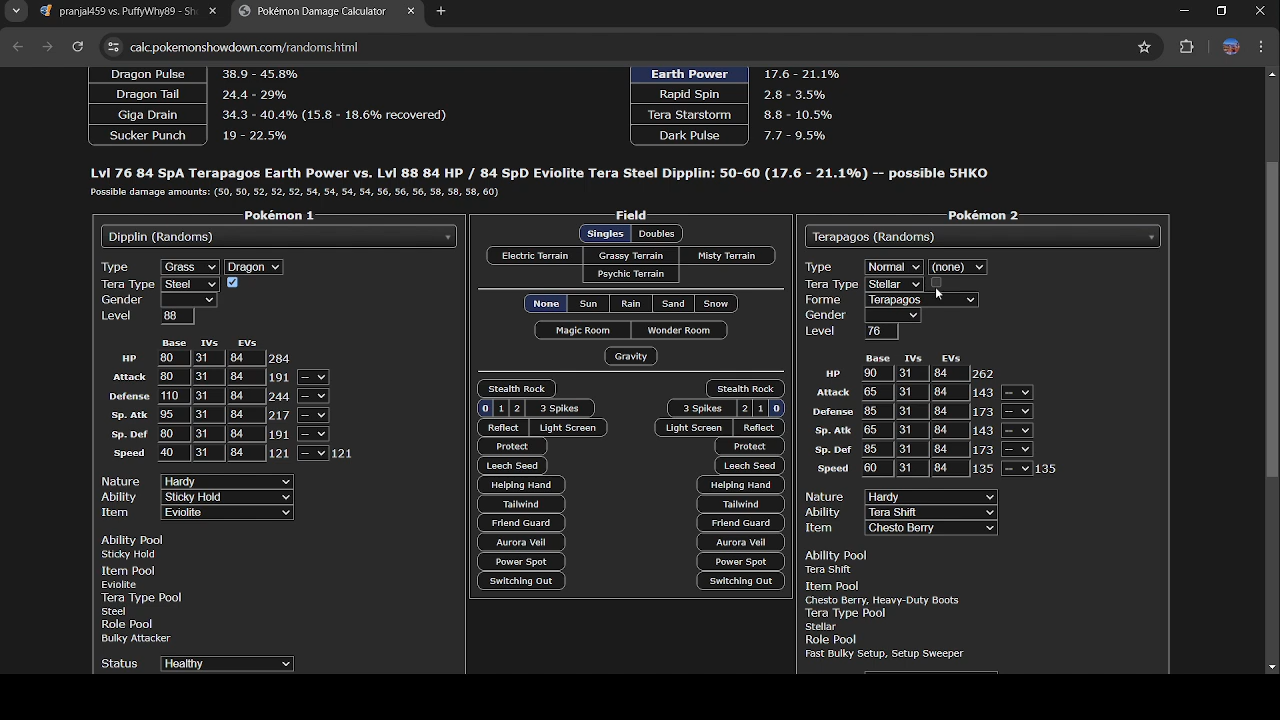 pranjal459 vs. PuffyWhy89 - Sh
Pokémon Damage Calculator
calc.pokemonshowdown.com/randoms.html
Dragon Pulse 38.9 - 45.8%
Dragon Tail 24.4 - 29%
Giga Drain 34.3 - 40.4% (15.8 - 18.6% recovered)
Sucker Punch 19 - 22.5%
Earth Power 17.6 - 21.1%
Rapid Spin 2.8 - 3.5%
Tera Starstorm 8.8 - 10.5%
Dark Pulse 7.7 - 9.5%
Lvl 76 84 SpA Terapagos Earth Power vs. Lvl 88 84 HP / 84 SpD Eviolite Tera Steel Dipplin: 50-60 (17.6 - 21.1%) -- possible 5HKO
Possible damage amounts: (50, 50, 52, 52, 52, 54, 54, 54, 54, 56, 56, 56, 58, 58, 58, 60)
Pokémon 1
Dipplin (Randoms)
Type Grass Dragon
Tera Type Steel
Gender
Level 88
Base IVs EVs
HP 80 31 84 284
Attack 80 31 84 191 --
Defense 110 31 84 244 --
Sp. Atk 95 31 84 217 --
Sp. Def 80 31 84 191 --
Speed 40 31 84 121 -- 121
Nature Hardy
Ability Sticky Hold
Item Eviolite
Ability Pool
Sticky Hold
Item Pool
Eviolite
Tera Type Pool
Steel
Role Pool
Bulky Attacker
Status Healthy
Field
Singles Doubles
Electric Terrain Grassy Terrain Misty Terrain
Psychic Terrain
None Sun Rain Sand Snow
Magic Room Wonder Room
Gravity
Stealth Rock Stealth Rock
0 1 2 3 Spikes 3 Spikes 2 1 0
Reflect Light Screen Light Screen Reflect
Protect Protect
Leech Seed Leech Seed
Helping Hand Helping Hand
Tailwind Tailwind
Friend Guard Friend Guard
Aurora Veil Aurora Veil
Power Spot Power Spot
Switching Out Switching Out
Pokémon 2
Terapagos (Randoms)
Type Normal (none)
Tera Type Stellar
Forme Terapagos
Gender
Level 76
Base IVs EVs
HP 90 31 84 262
Attack 65 31 84 143 --
Defense 85 31 84 173 --
Sp. Atk 65 31 84 143 --
Sp. Def 85 31 84 173 --
Speed 60 31 84 135 -- 135
Nature Hardy
Ability Tera Shift
Item Chesto Berry
Ability Pool
Tera Shift
Item Pool
Chesto Berry, Heavy-Duty Boots
Tera Type Pool
Stellar
Role Pool
Fast Bulky Setup, Setup Sweeper